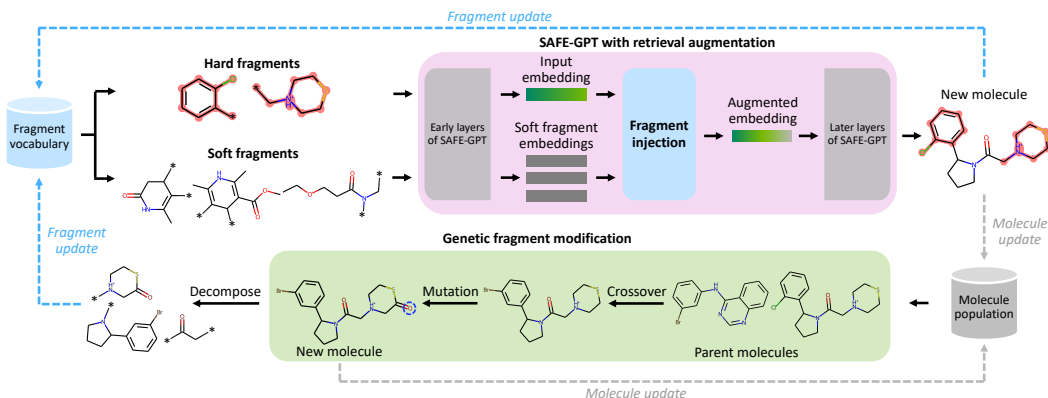 Fragment update
SAFE-GPT with retrieval augmentation
Hard fragments
Input
embedding
New molecule
Fragment
vocabulary
Early layers
of SAFE-GPT
Soft fragment
embeddings
Fragment
injection
Augmented
embedding
Later layers
of SAFE-GPT
Soft fragments
Fragment
update
Molecule
update
Genetic fragment modification
Decompose
Mutation
Crossover
Molecule
population
New molecule
Parent molecules
Molecule update